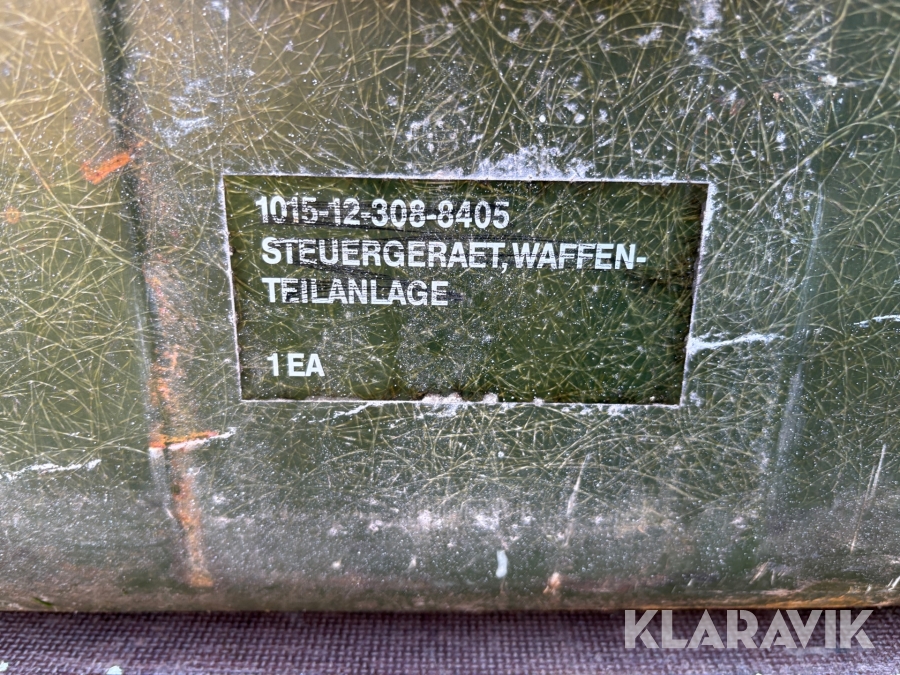 1015-12-308-8405
STEUERGERAET, WAFFEN-
TEILANLAGE
1 EA
KLARAVIK